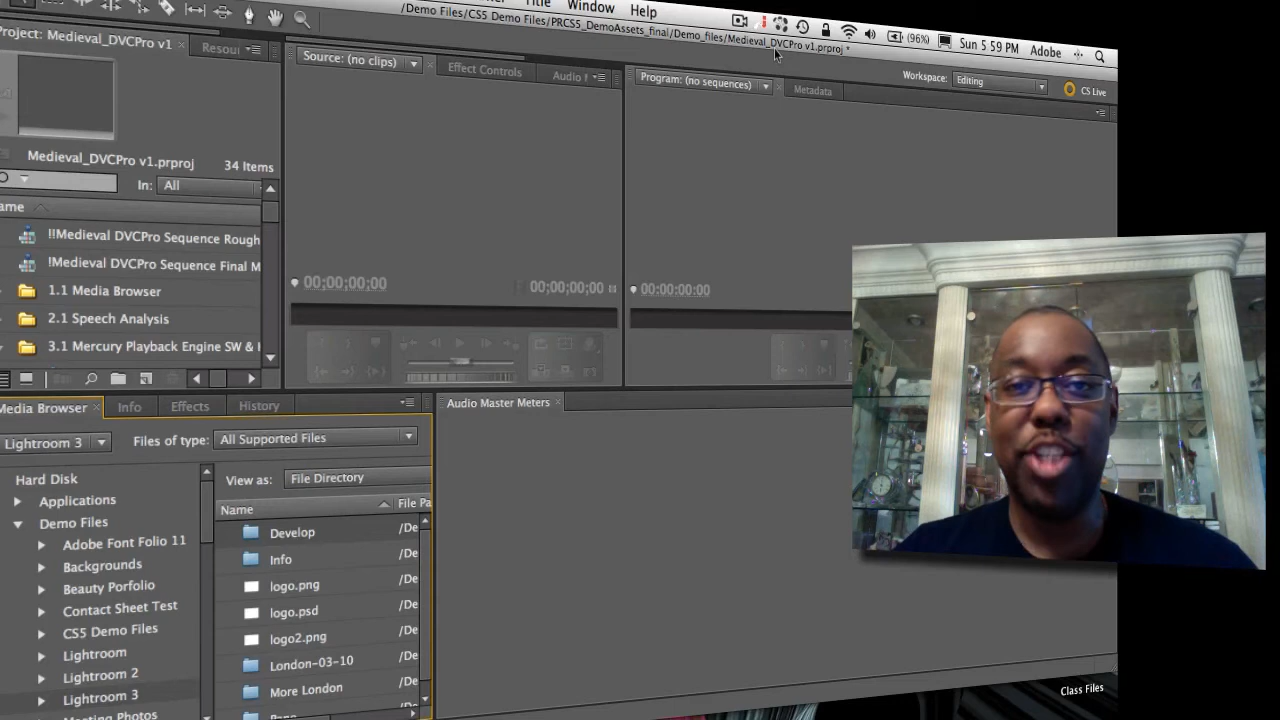 Title Window Help (96%) Sun 5:59 PM Adobe
/Demo Files/CS5 Demo Files/PRCS5_DemoAssets_final/Demo_files/Medieval_DVCPro v1.prproj *
Workspace: Editing CS Live
Project: Medieval_DVCPro v1 Resou
Medieval_DVCPro v1.prproj 34 Items
In: All
ame
!!Medieval DVCPro Sequence Rough
!Medieval DVCPro Sequence Final M
1.1 Media Browser
2.1 Speech Analysis
3.1 Mercury Playback Engine SW &
Source: (no clips) Effect Controls Audio
00;00;00;00 00;00;00;00
Program: (no sequences) Metadata
00:00:00:00
Media Browser Info Effects History
Lightroom 3 Files of type: All Supported Files
View as: File Directory
Hard Disk
Applications
Demo Files
Adobe Font Folio 11
Backgrounds
Beauty Porfolio
Contact Sheet Test
CS5 Demo Files
Lightroom
Lightroom 2
Lightroom 3
Meeting Photos
Name File Pa
Develop /De
Info /De
logo.png /De
logo.psd /De
logo2.png /De
London-03-10 /De
More London /De
Audio Master Meters
Class Files